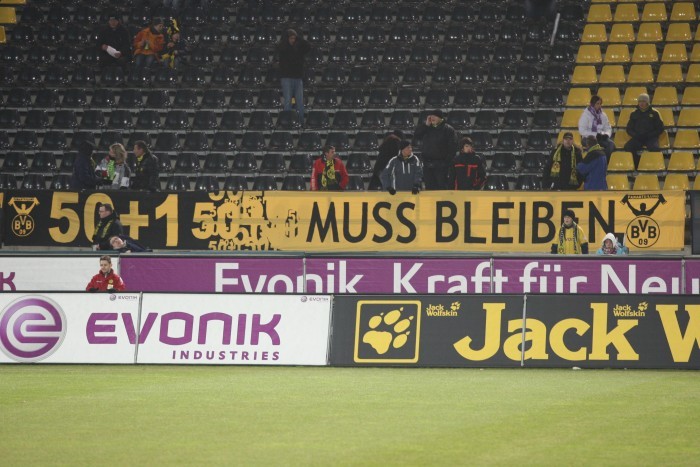 BVB 09 50+1 50 MUSS BLEIBEN BVB 09
Evonik. Kraft für Neu
EVONIK INDUSTRIES Jack Wolfskin Jack W Jack Wolfskin